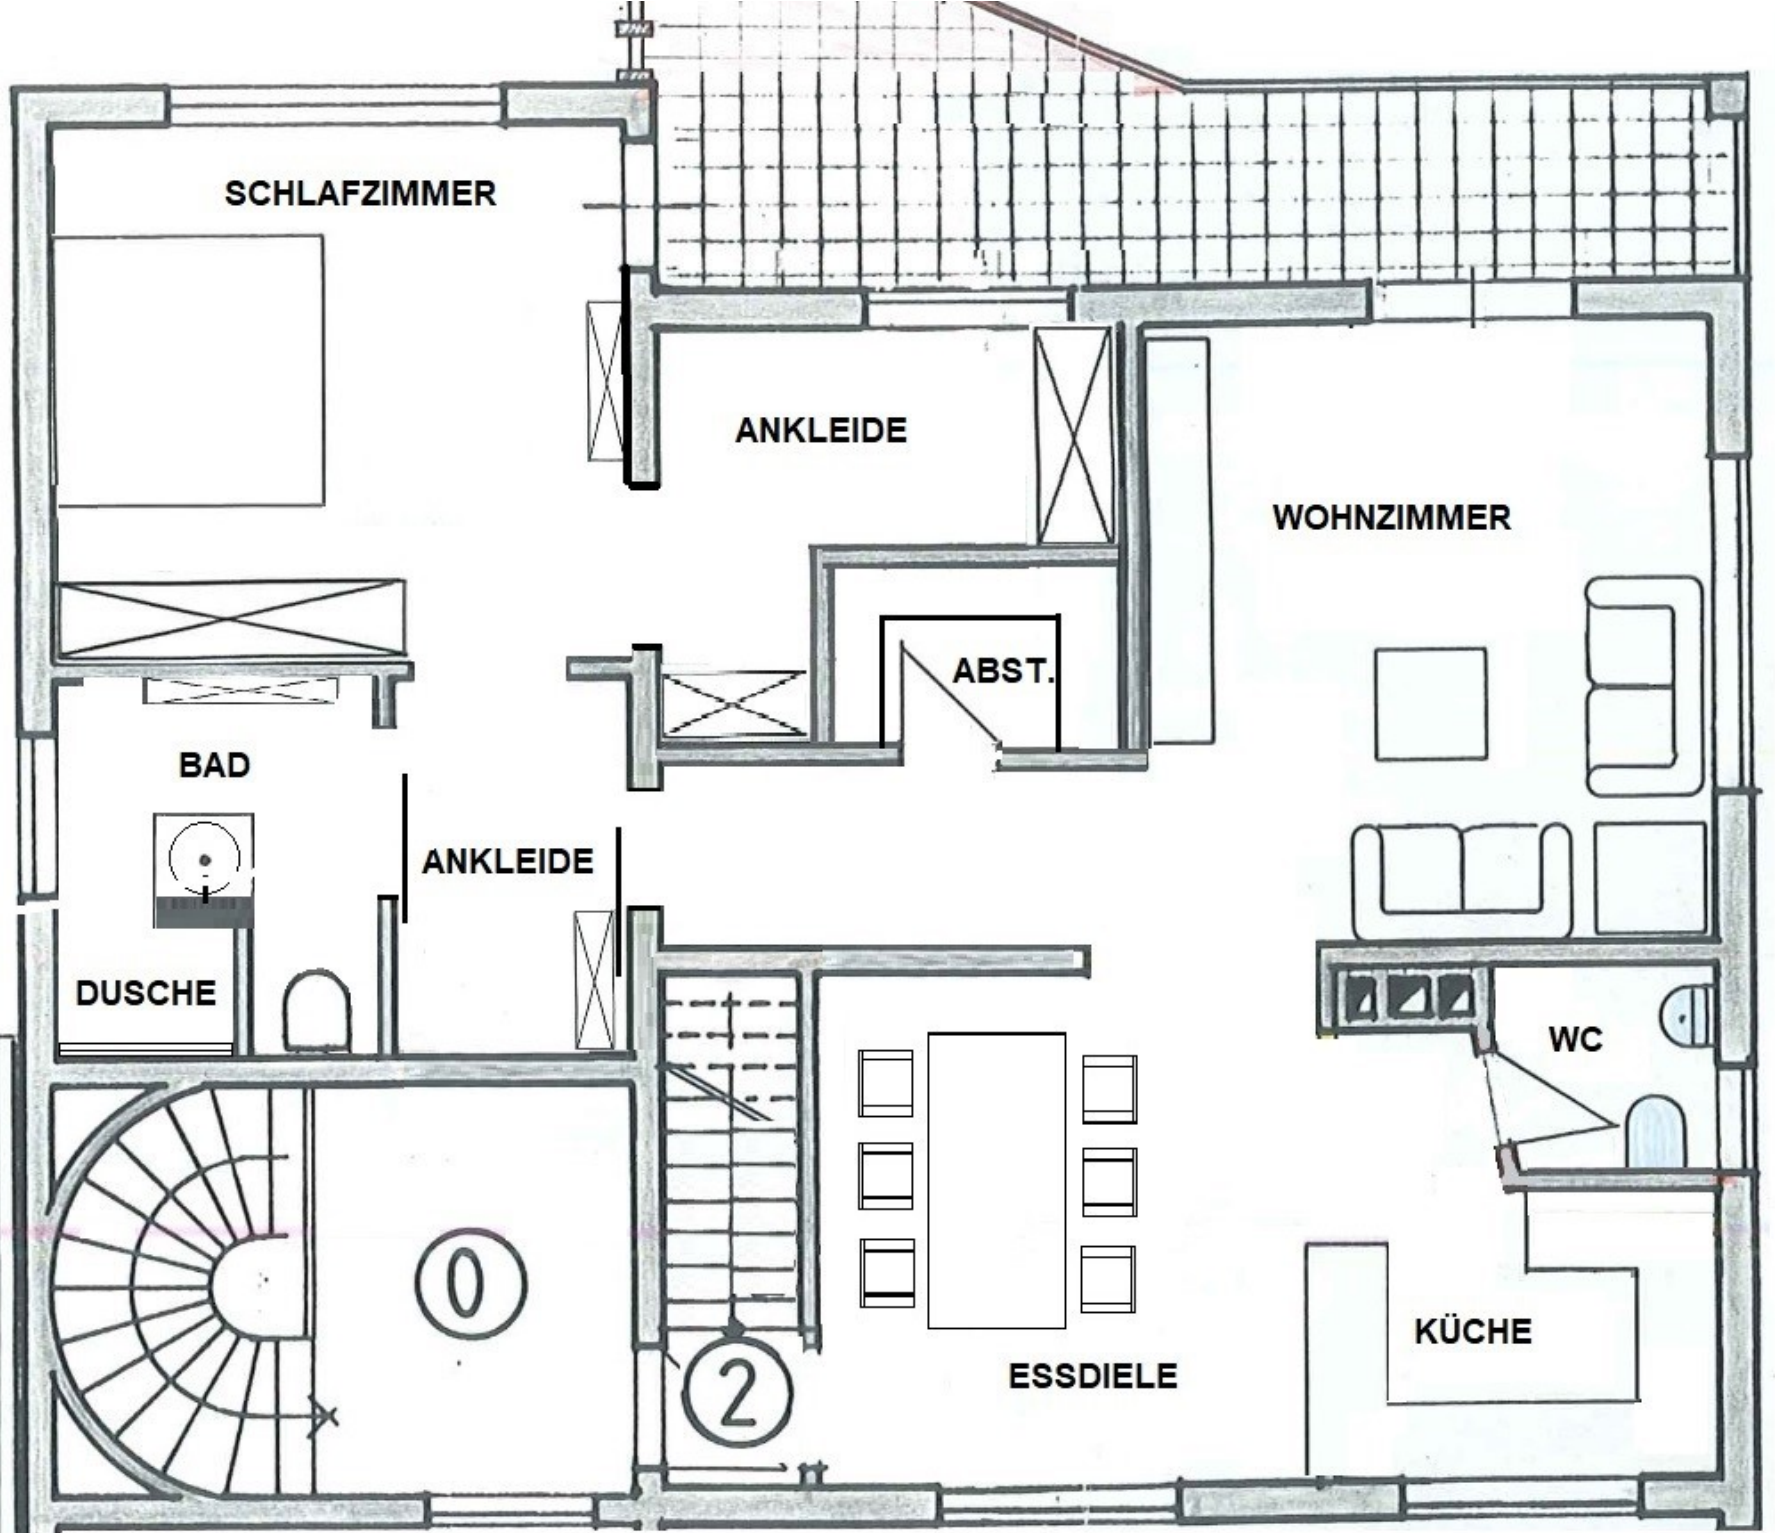 SCHLAFZIMMER
ANKLEIDE
WOHNZIMMER
ABST.
BAD
ANKLEIDE
DUSCHE
WC
0
KÜCHE
ESSDIELE
2